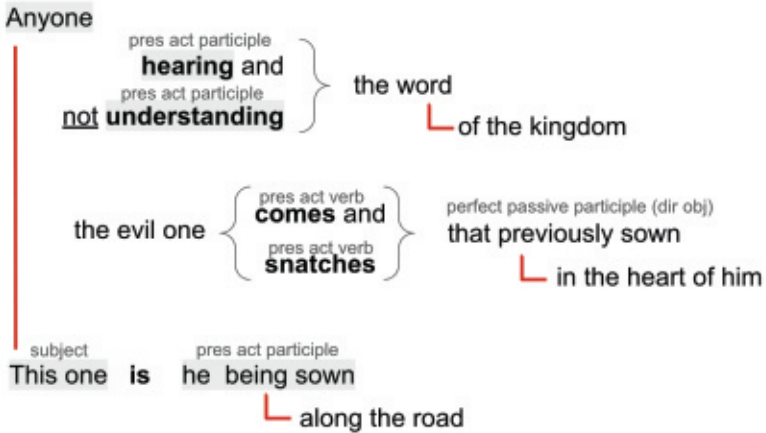 Anyone
pres act participle
hearing and
pres act participle
not understanding
the word
of the kingdom
the evil one
pres act verb
comes and
pres act verb
snatches
perfect passive participle (dir obj)
that previously sown
in the heart of him
subject pres act participle
This one is he being sown
along the road